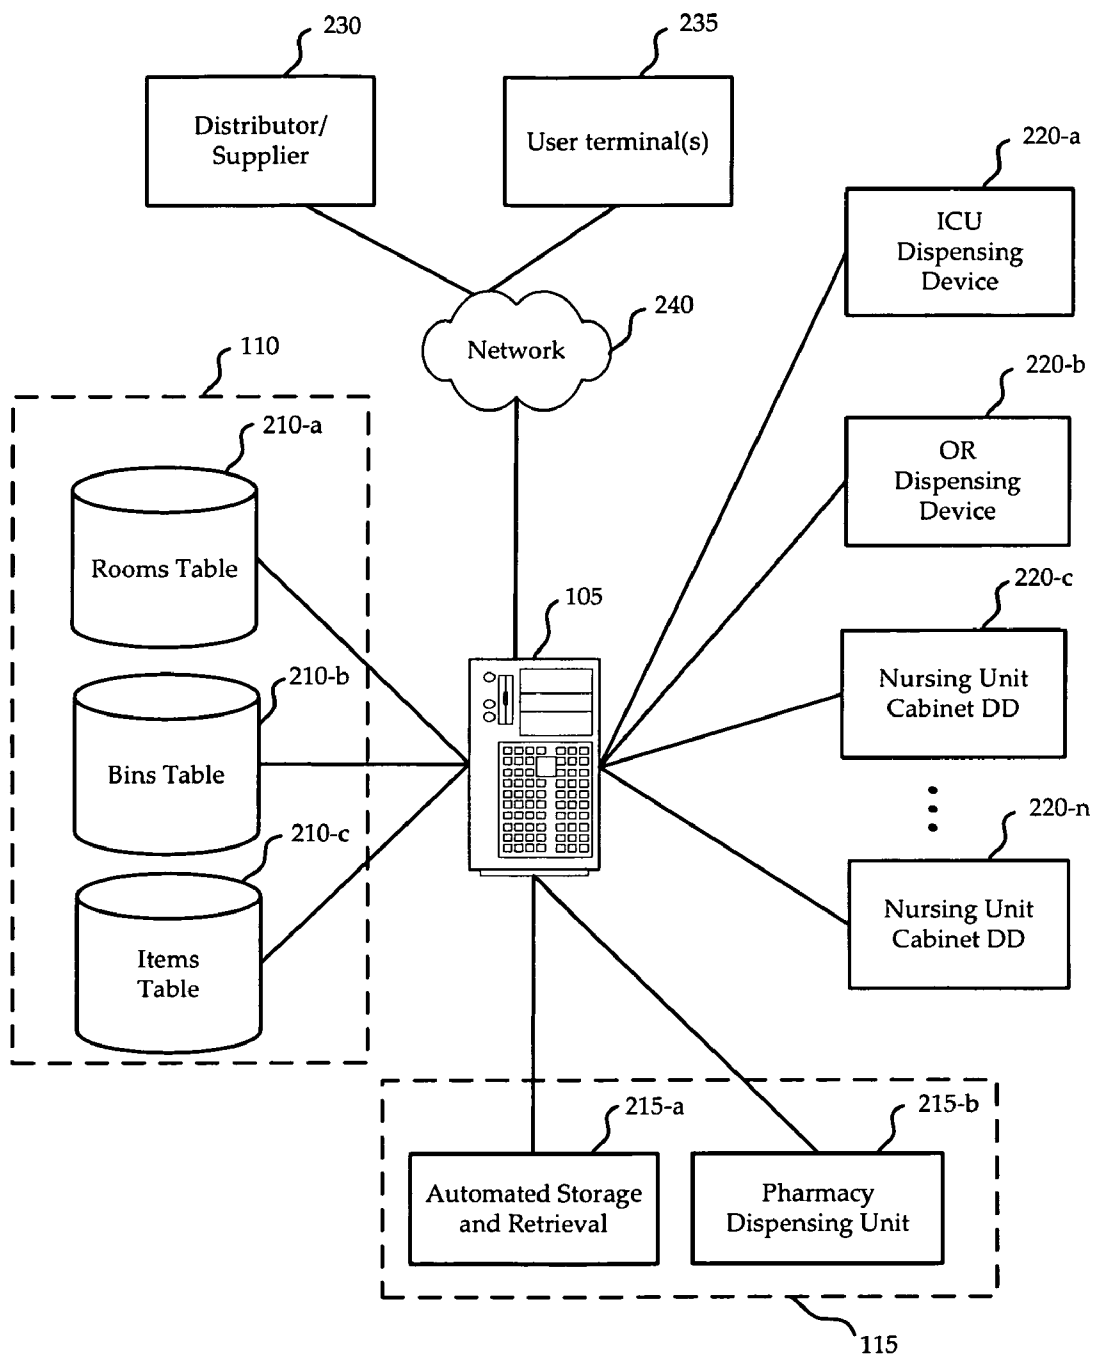 230
235
Distributor/
Supplier
User terminal(s)
220-a
ICU
Dispensing
Device
240
Network
110
220-b
210-a
OR
Dispensing
Device
Rooms Table
220-c
105
210-b
Nursing Unit
Cabinet DD
Bins Table
210-c
220-n
Nursing Unit
Cabinet DD
Items
Table
215-a
215-b
Automated Storage
and Retrieval
Pharmacy
Dispensing Unit
115